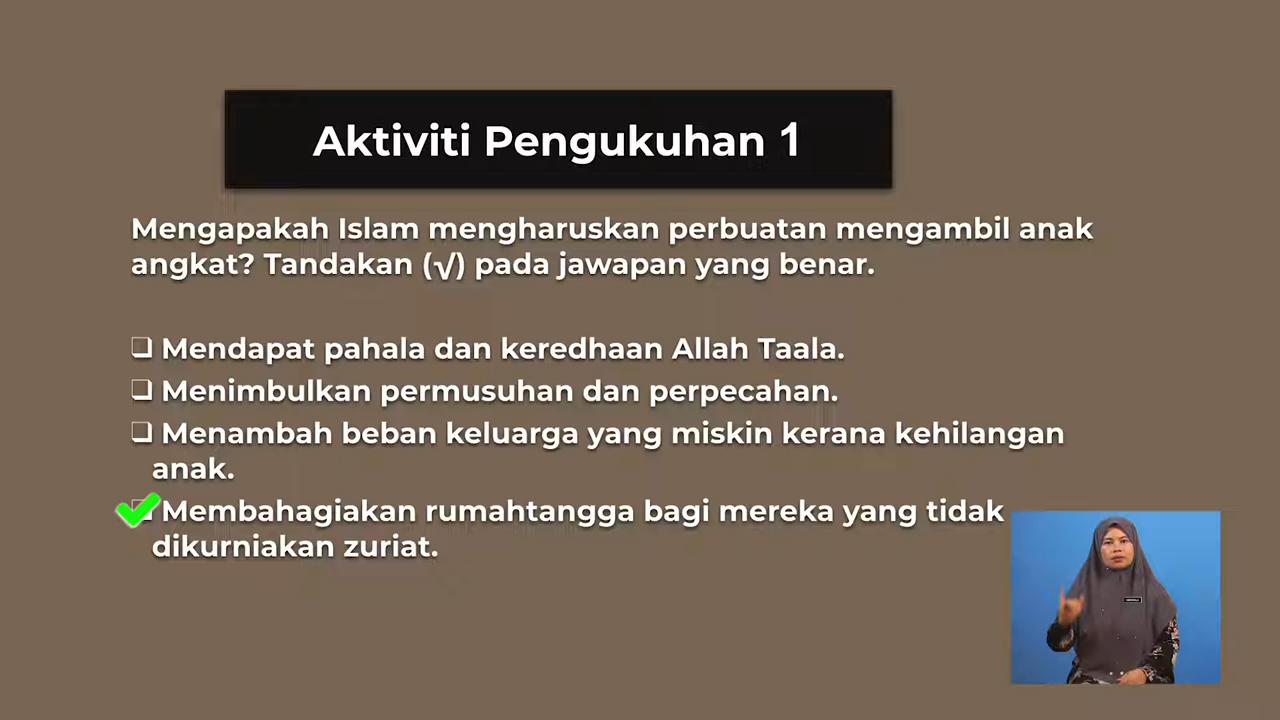 Aktiviti Pengukuhan 1
Mengapakah Islam mengharuskan perbuatan mengambil anak
angkat? Tandakan (√) pada jawapan yang benar.
❑ Mendapat pahala dan keredhaan Allah Taala.
❑ Menimbulkan permusuhan dan perpecahan.
❑ Menambah beban keluarga yang miskin kerana kehilangan
anak.
✔ Membahagiakan rumahtangga bagi mereka yang tidak
dikurniakan zuriat.